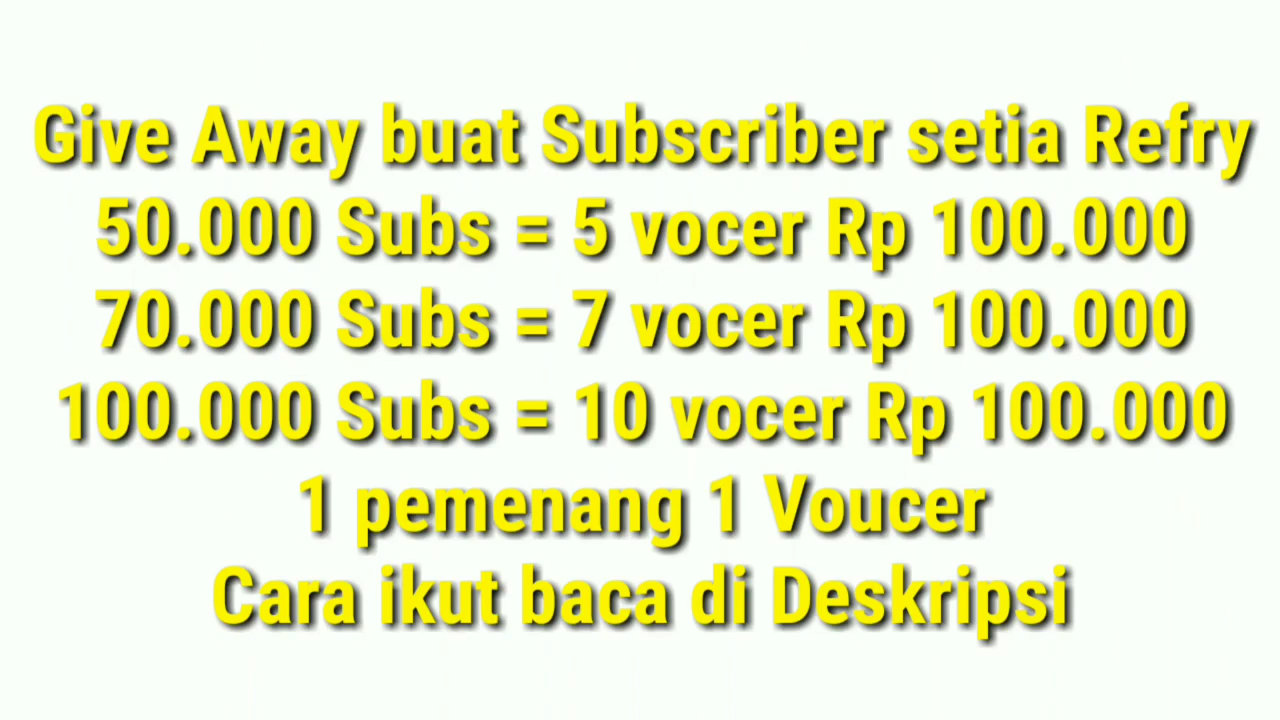 Give Away buat Subscriber setia Refry
50.000 Subs = 5 vocer Rp 100.000
70.000 Subs = 7 vocer Rp 100.000
100.000 Subs = 10 vocer Rp 100.000
1 pemenang 1 Voucer
Cara ikut baca di Deskripsi